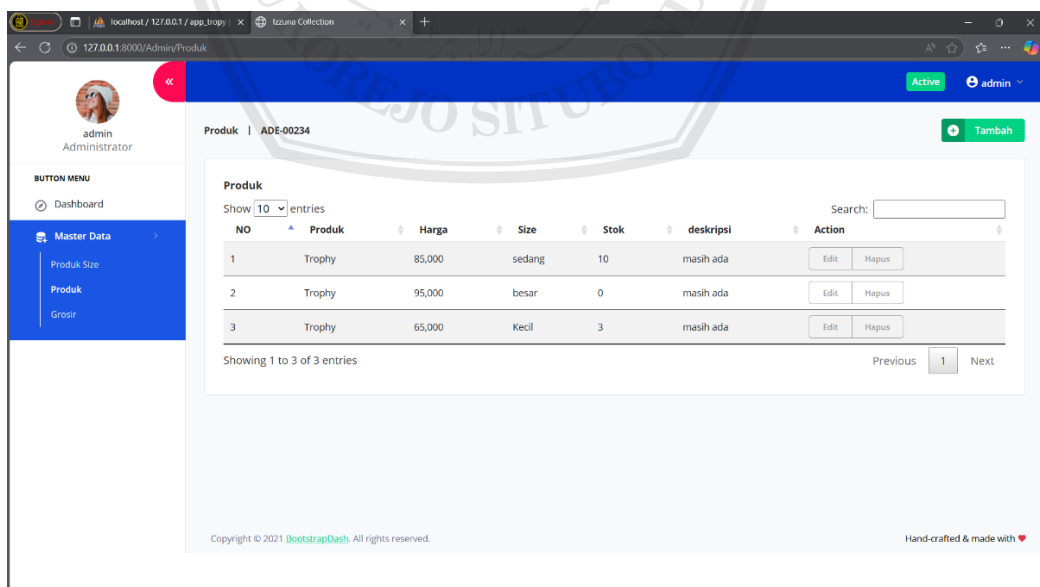 localhost / 127.0.0.1 / app_tropy
Izzuna Collection
127.0.0.1:8000/Admin/Produk
Active
admin
admin
Administrator
Produk | ADE-00234
Tambah
BUTTON MENU
Dashboard
Master Data
Produk Size
Produk
Grosir
Produk
Show 10 entries
Search:
NO Produk Harga Size Stok deskripsi Action
1 Trophy 85,000 sedang 10 masih ada Edit Hapus
2 Trophy 95,000 besar 0 masih ada Edit Hapus
3 Trophy 65,000 Kecil 3 masih ada Edit Hapus
Showing 1 to 3 of 3 entries
Previous 1 Next
Copyright © 2021 BootstrapDash. All rights reserved.
Hand-crafted & made with